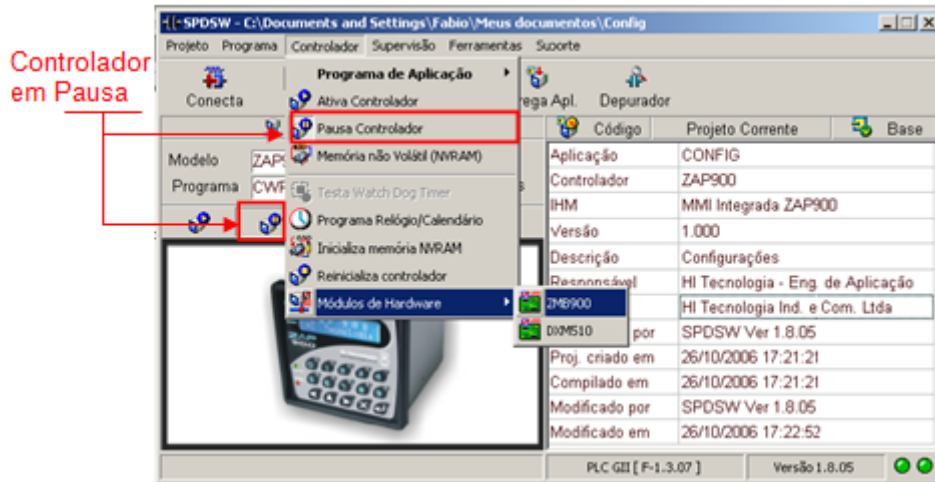 SPDSW - C:\Documents and Settings\Fabio\Meus documentos\Config
Projeto Programa Controlador Supervisão Ferramentas Suporte
Controlador
em Pausa
Conecta
Programa de Aplicação
Ativa Controlador
Pausa Controlador
Memória não Volátil (NVRAM)
Testa Watch Dog Timer
Programa Relógio/Calendário
Inicializa memória NVRAM
Reinicializa controlador
Módulos de Hardware
ZMB900
DXM510
rega Apl. Depurador
Código Projeto Corrente Base
Modelo ZAP9
Programa CWF
Aplicação CONFIG
Controlador ZAP900
IHM MMI Integrada ZAP900
Versão 1.000
Descrição Configurações
Responsável HI Tecnologia - Eng. de Aplicação
HI Tecnologia Ind. e Com. Ltda
por SPDSW Ver 1.8.05
Proj. criado em 26/10/2006 17:21:21
Compilado em 26/10/2006 17:21:21
Modificado por SPDSW Ver 1.8.05
Modificado em 26/10/2006 17:22:52
PLC GII [ F-1.3.07 ] Versão 1.8.05